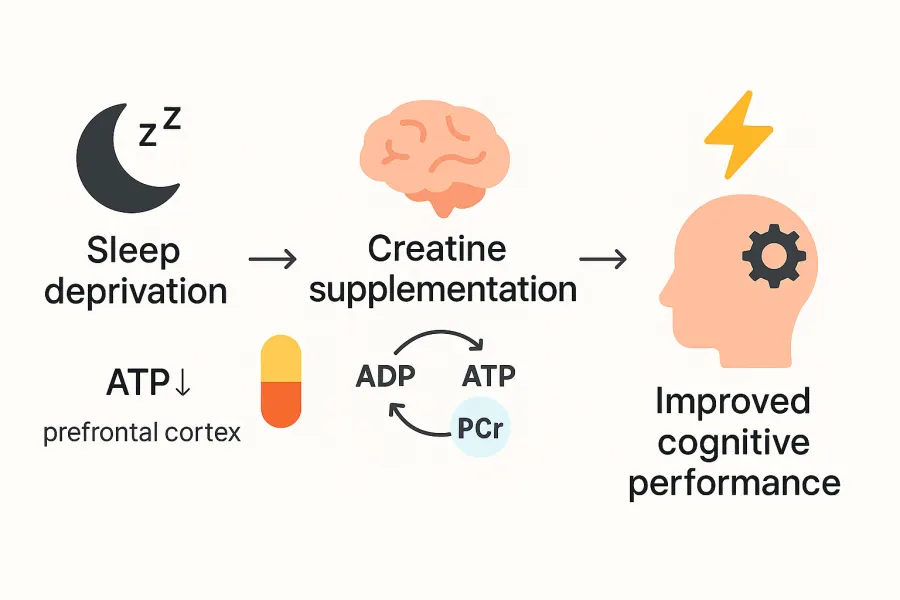 z z
Sleep
deprivation
ATP↓
prefrontal cortex
Creatine
supplementation
ADP ATP
PCr
Improved
cognitive
performance